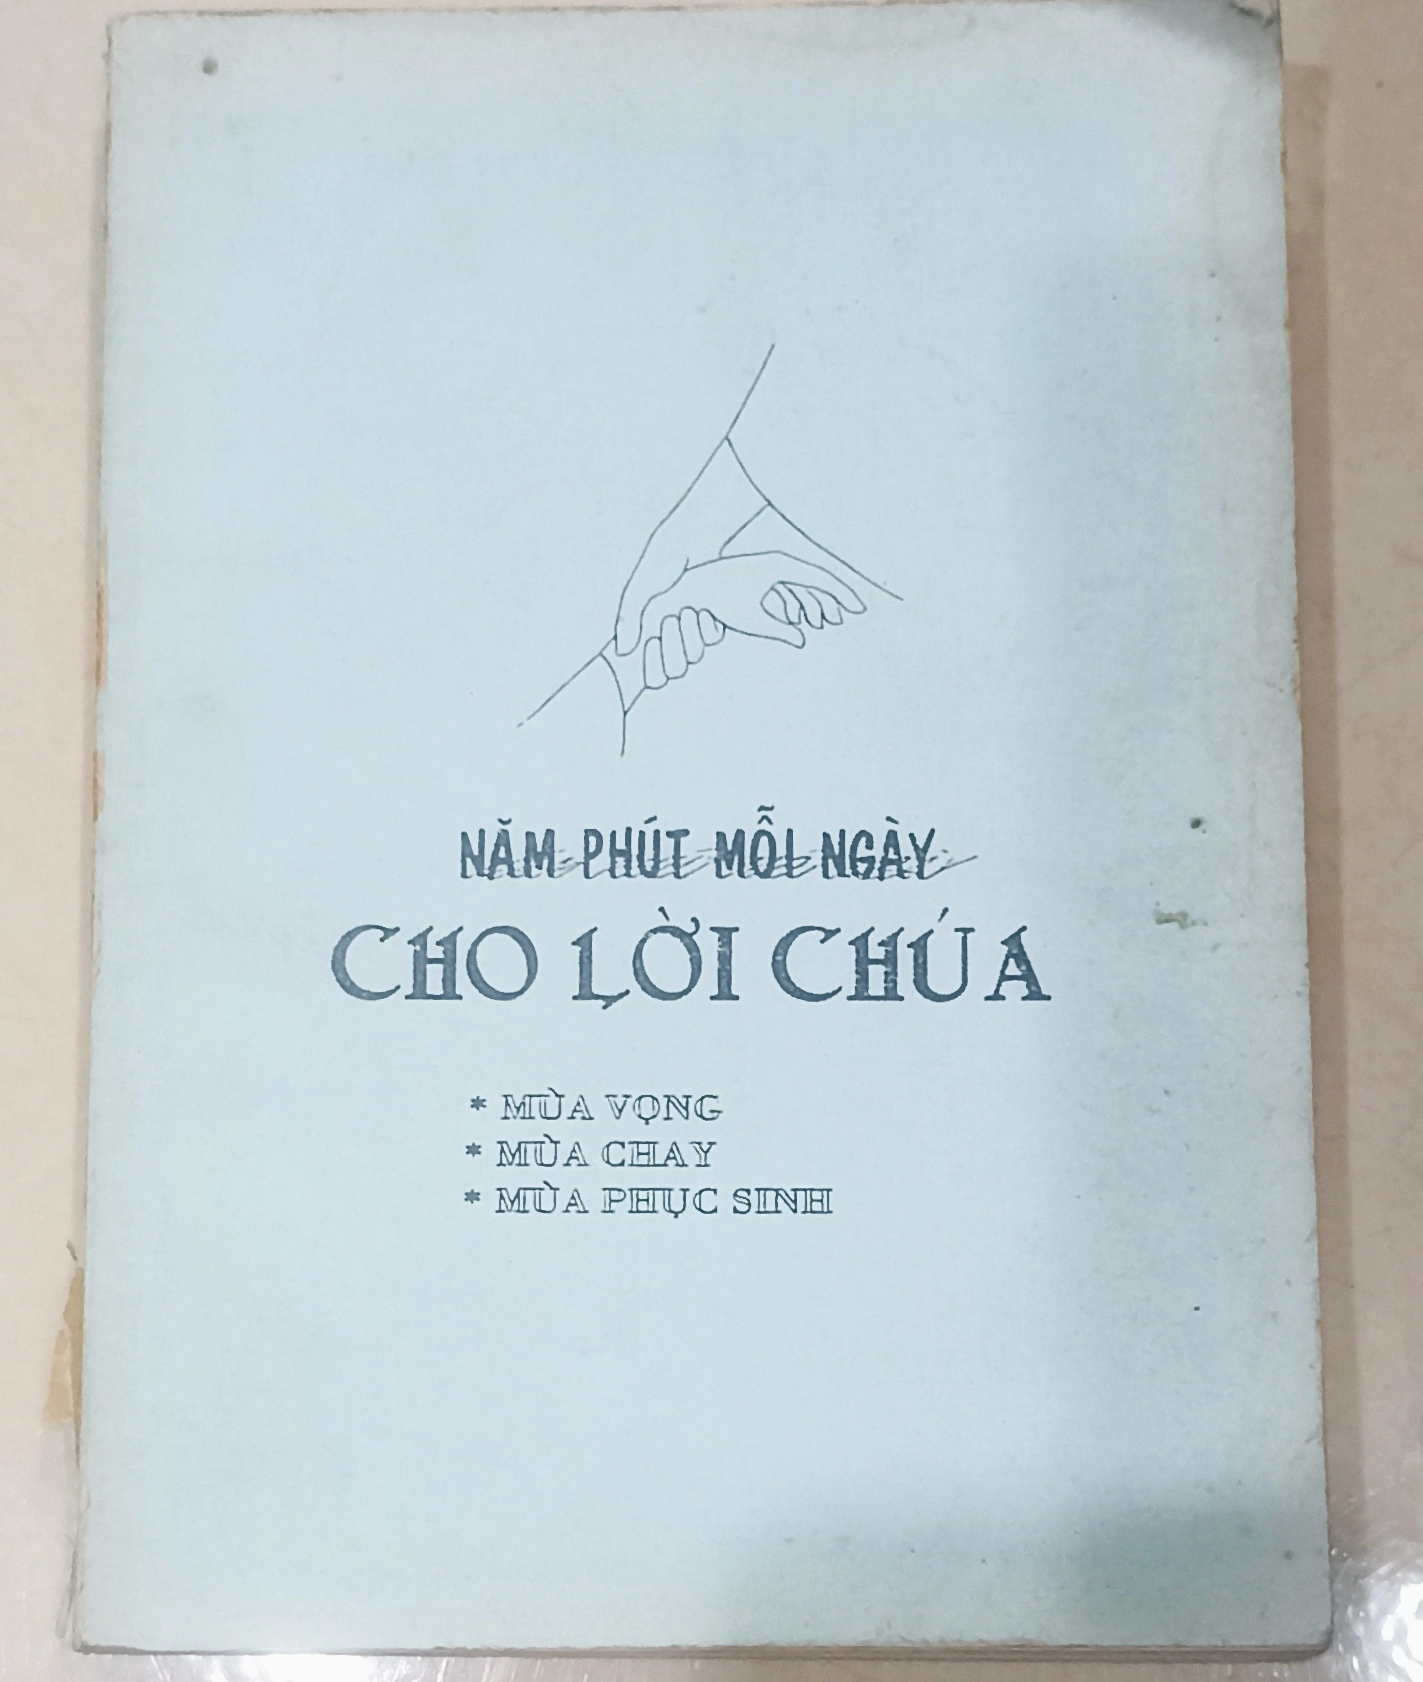 NĂM PHÚT MỖI NGÀY
CHO LỜI CHÚA
* MÙA VỌNG
* MÙA CHAY
* MÙA PHỤC SINH